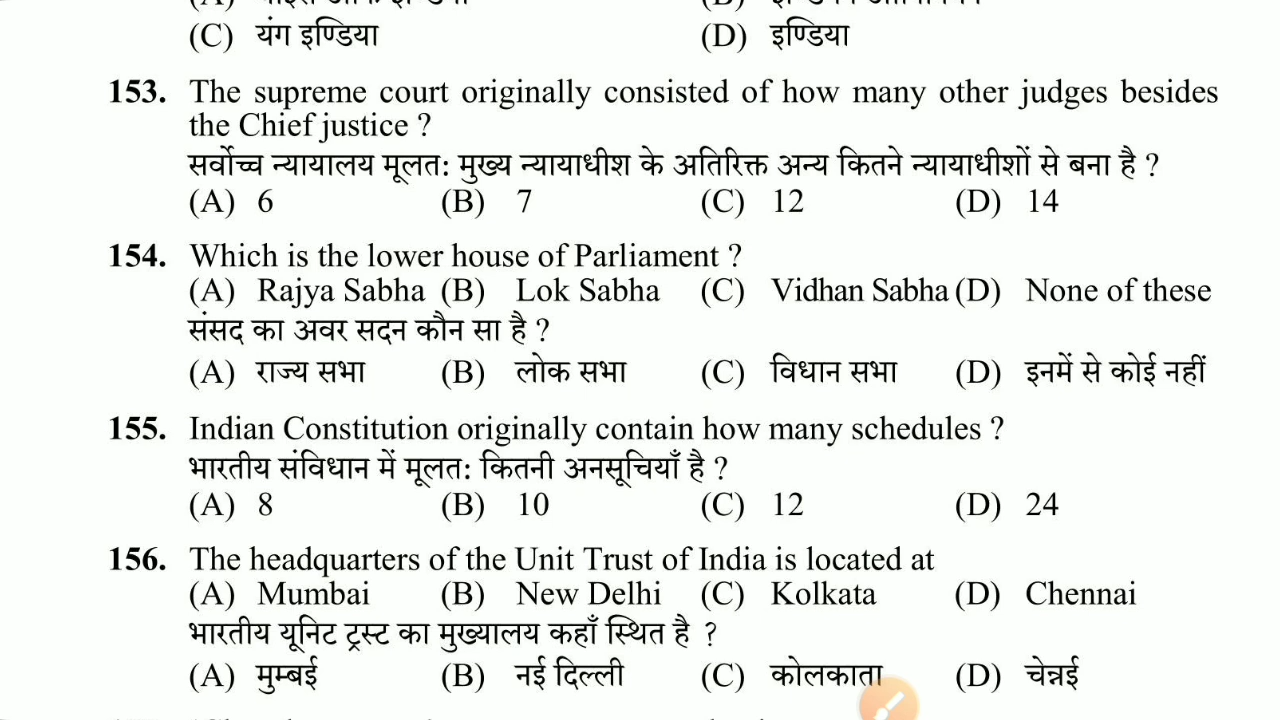 (C) यंग इण्डिया (D) इण्डिया
153. The supreme court originally consisted of how many other judges besides
the Chief justice ?
सर्वोच्च न्यायालय मूलत: मुख्य न्यायाधीश के अतिरिक्त अन्य कितने न्यायाधीशों से बना है ?
(A) 6 (B) 7 (C) 12 (D) 14
154. Which is the lower house of Parliament ?
(A) Rajya Sabha (B) Lok Sabha (C) Vidhan Sabha (D) None of these
संसद का अवर सदन कौन सा है ?
(A) राज्य सभा (B) लोक सभा (C) विधान सभा (D) इनमें से कोई नहीं
155. Indian Constitution originally contain how many schedules ?
भारतीय संविधान में मूलत: कितनी अनसूचियाँ है ?
(A) 8 (B) 10 (C) 12 (D) 24
156. The headquarters of the Unit Trust of India is located at
(A) Mumbai (B) New Delhi (C) Kolkata (D) Chennai
भारतीय यूनिट ट्रस्ट का मुख्यालय कहाँ स्थित है ?
(A) मुम्बई (B) नई दिल्ली (C) कोलकाता (D) चेन्नई